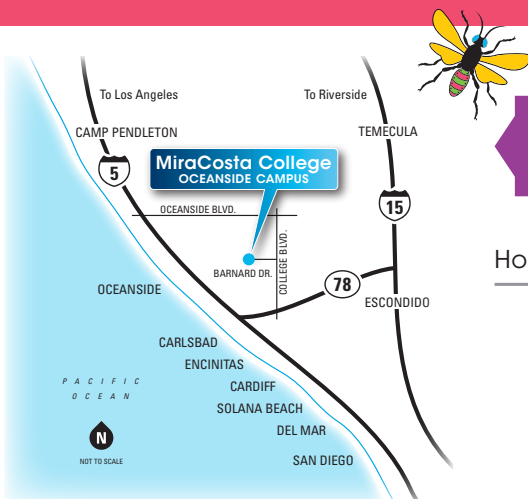 To Los Angeles
To Riverside
CAMP PENDLETON
TEMECULA
MiraCosta College
OCEANSIDE CAMPUS
5
15
OCEANSIDE BLVD.
COLLEGE BLVD.
BARNARD DR.
Ho
78
OCEANSIDE
ESCONDIDO
CARLSBAD
ENCINITAS
PACIFIC
OCEAN
CARDIFF
SOLANA BEACH
DEL MAR
N
NOT TO SCALE
SAN DIEGO